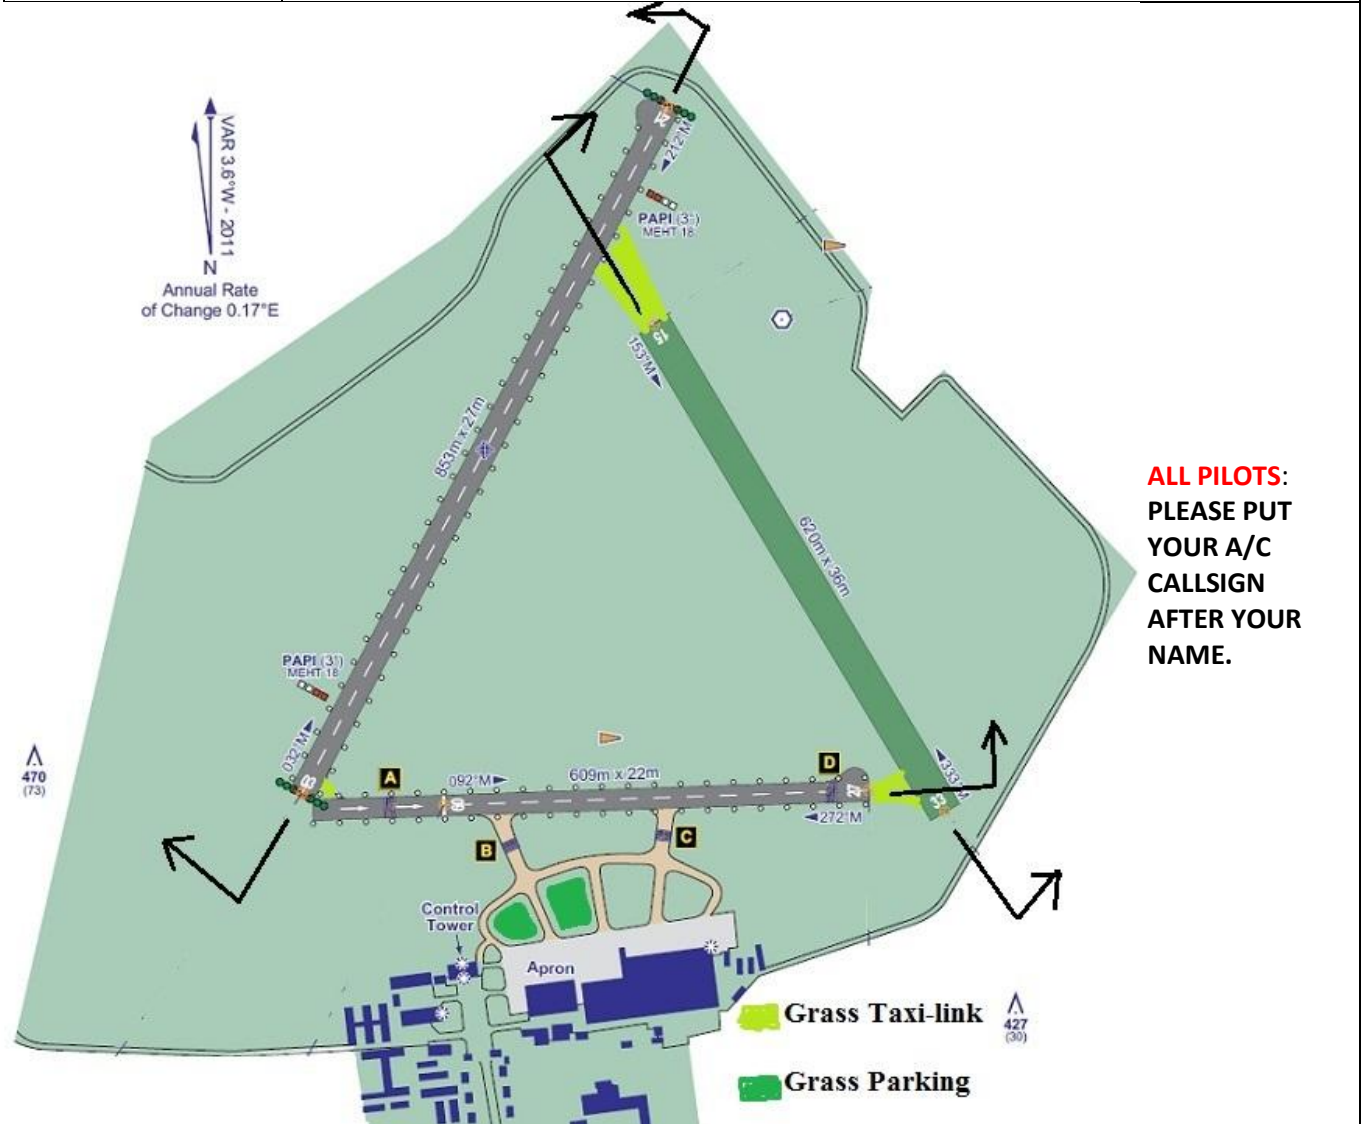 VAR 3.6°W - 2011
N
Annual Rate
of Change 0.17°E
24
212°M
PAPI (3°)
MEHT 18
15
153°M
853m x 27m
620m x 36m
ALL PILOTS:
PLEASE PUT
YOUR A/C
CALLSIGN
AFTER YOUR
NAME.
PAPI (3°)
MEHT 18
032°M
03
470
(73)
A
092°M
609m x 22m
D
09
27
272°M
333°M
33
B
C
Control
Tower
Apron
Grass Taxi-link
427
(30)
Grass Parking